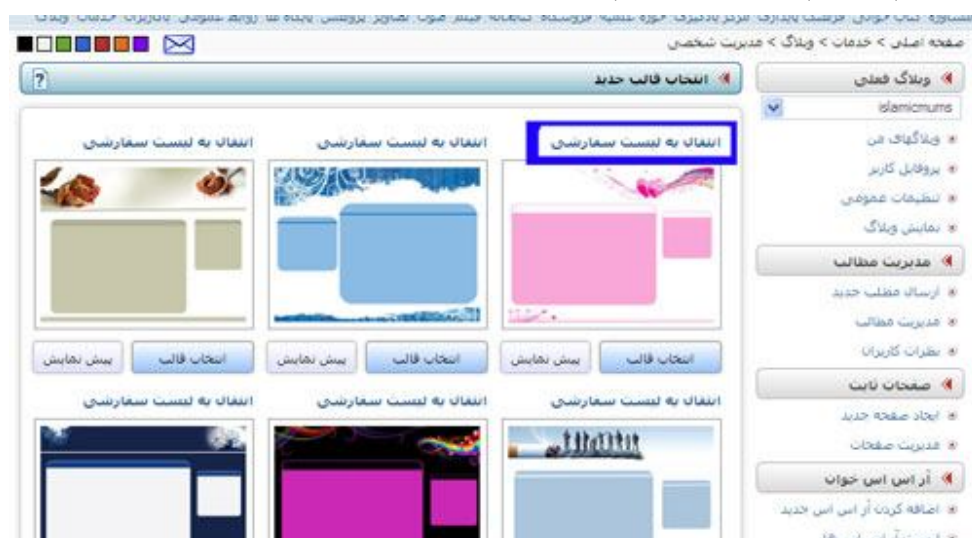 صفحه اصلی > خدمات > وبلاگ > مدیریت شخصی
وبلاگ فعلی
islamicmums
وبلاگهای من
پروفایل کاربر
تنظیمات عمومی
نمایش وبلاگ
مدیریت مطالب
ارسال مطلب جدید
مدیریت مطالب
نظرات کاربران
صفحات ثابت
ایجاد صفحه جدید
مدیریت صفحات
آر اس اس خوان
اضافه کردن آر اس اس جدید
انتخاب قالب جدید
?
انتقال به لیست سفارشی
انتقال به لیست سفارشی
انتقال به لیست سفارشی
انتخاب قالب
پیش نمایش
انتخاب قالب
پیش نمایش
انتخاب قالب
پیش نمایش
انتقال به لیست سفارشی
انتقال به لیست سفارشی
انتقال به لیست سفارشی